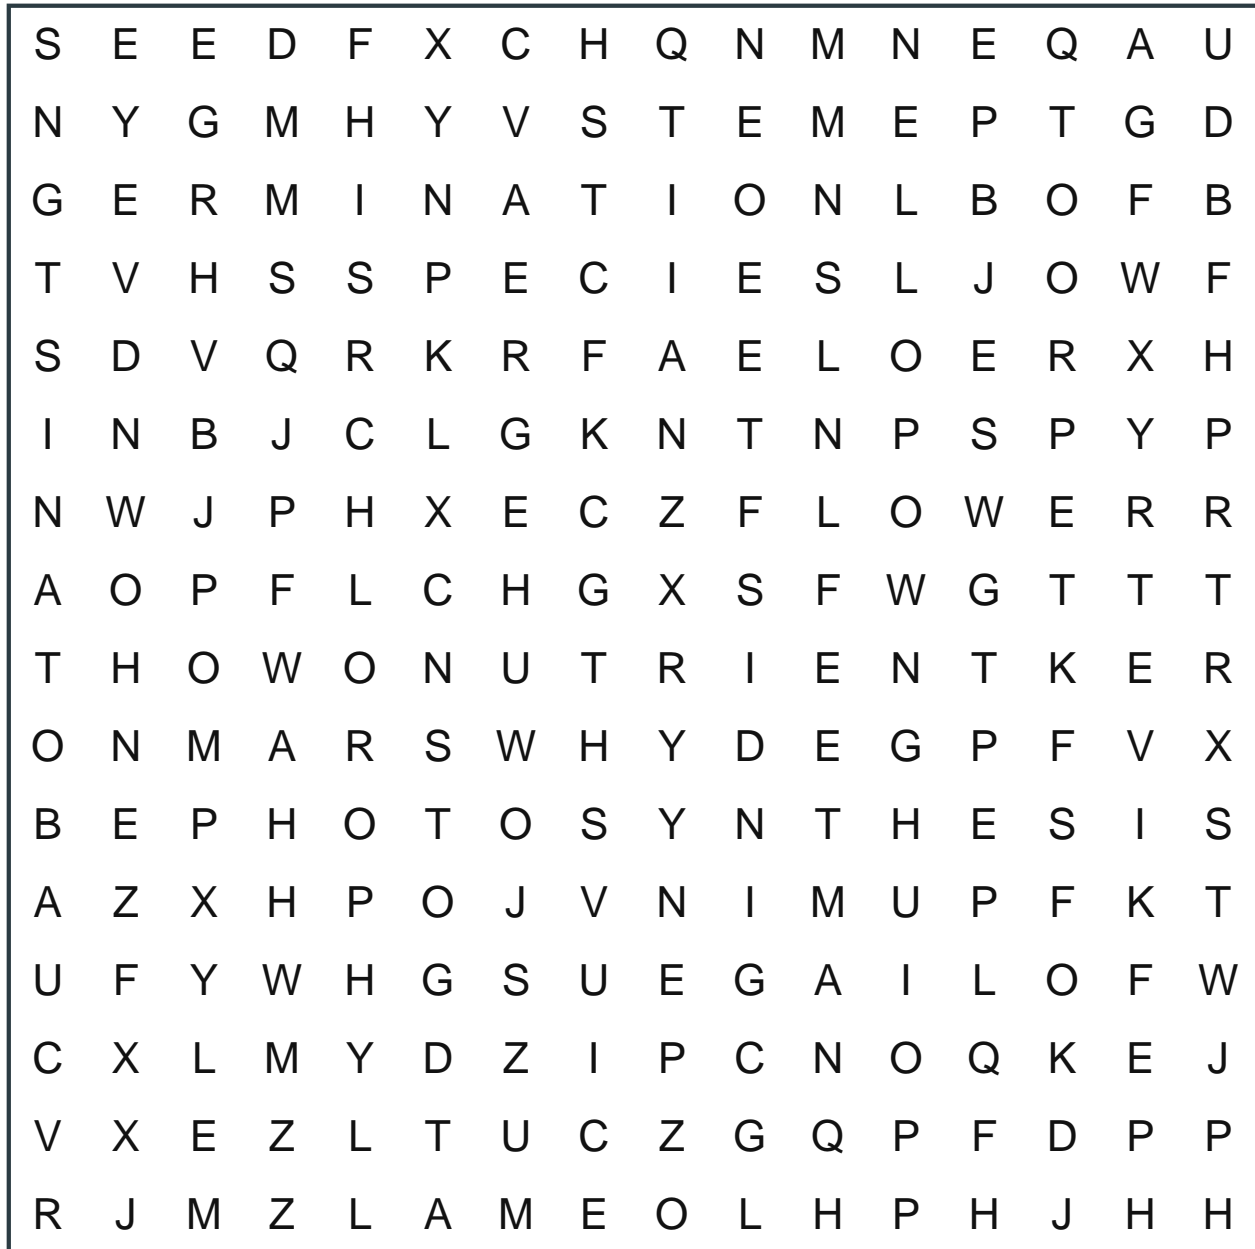 S E E D F X C H Q N M N E Q A U
N Y G M H Y V S T E M E P T G D
G E R M I N A T I O N L B O F B
T V H S S P E C I E S L J O W F
S D V Q R K R F A E L O E R X H
I N B J C L G K N T N P S P Y P
N W J P H X E C Z F L O W E R R
A O P F L C H G X S F W G T T T
T H O W O N U T R I E N T K E R
O N M A R S W H Y D E G P F V X
B E P H O T O S Y N T H E S I S
A Z X H P O J V N I M U P F K T
U F Y W H G S U E G A I L O F W
C X L M Y D Z I P C N O Q K E J
V X E Z L T U C Z G Q P F D P P
R J M Z L A M E O L H P H J H H